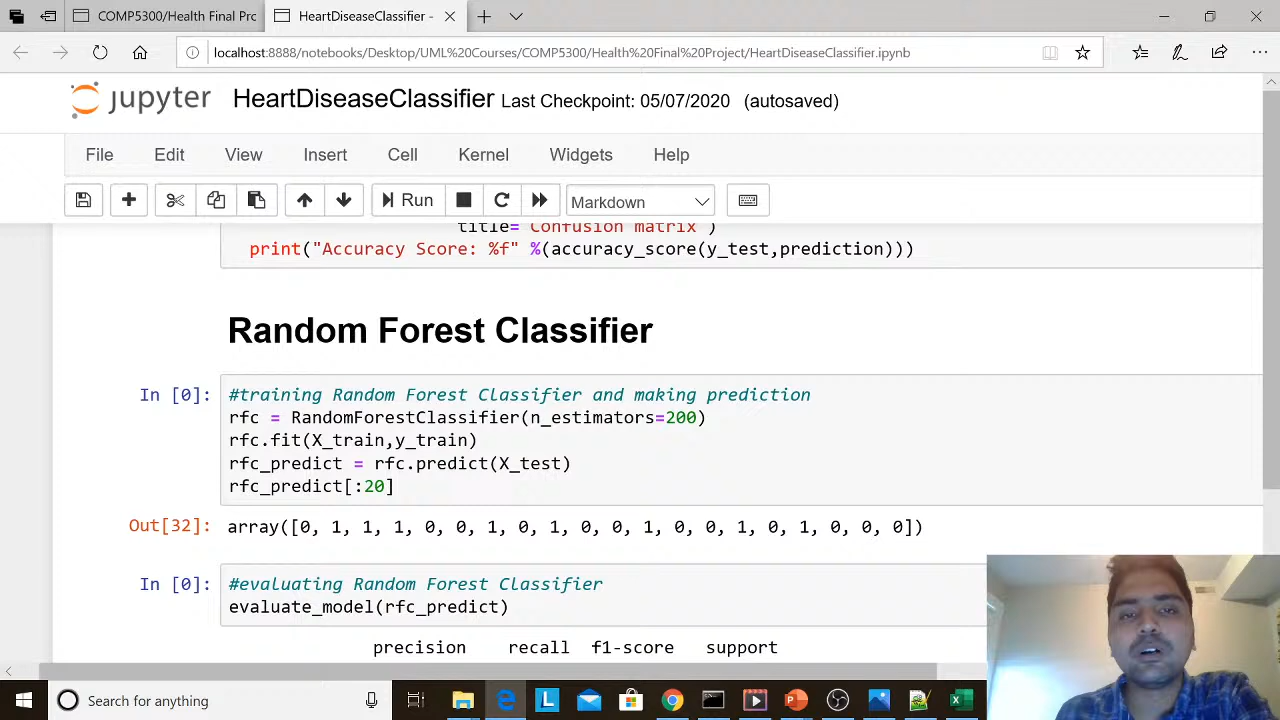 COMP5300/Health Final Pro
HeartDiseaseClassifier -
localhost:8888/notebooks/Desktop/UML%20Courses/COMP5300/Health%20Final%20Project/HeartDiseaseClassifier.ipynb
jupyter HeartDiseaseClassifier Last Checkpoint: 05/07/2020 (autosaved)
File Edit View Insert Cell Kernel Widgets Help
Run Markdown
title='Confusion matrix')
print("Accuracy Score: %f" %(accuracy_score(y_test,prediction)))
Random Forest Classifier
In [0]: #training Random Forest Classifier and making prediction
rfc = RandomForestClassifier(n_estimators=200)
rfc.fit(X_train,y_train)
rfc_predict = rfc.predict(X_test)
rfc_predict[:20]
Out[32]: array([0, 1, 1, 1, 0, 0, 1, 0, 1, 0, 0, 1, 0, 0, 1, 0, 1, 0, 0, 0])
In [0]: #evaluating Random Forest Classifier
evaluate_model(rfc_predict)
precision recall f1-score support
Search for anything